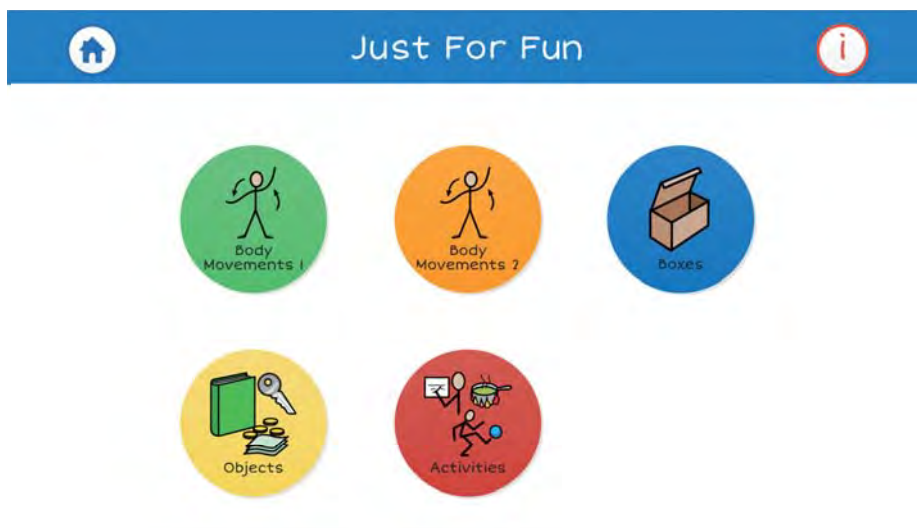 Just For Fun
i
Body
Movements 1
Body
Movements 2
Boxes
Objects
Activities